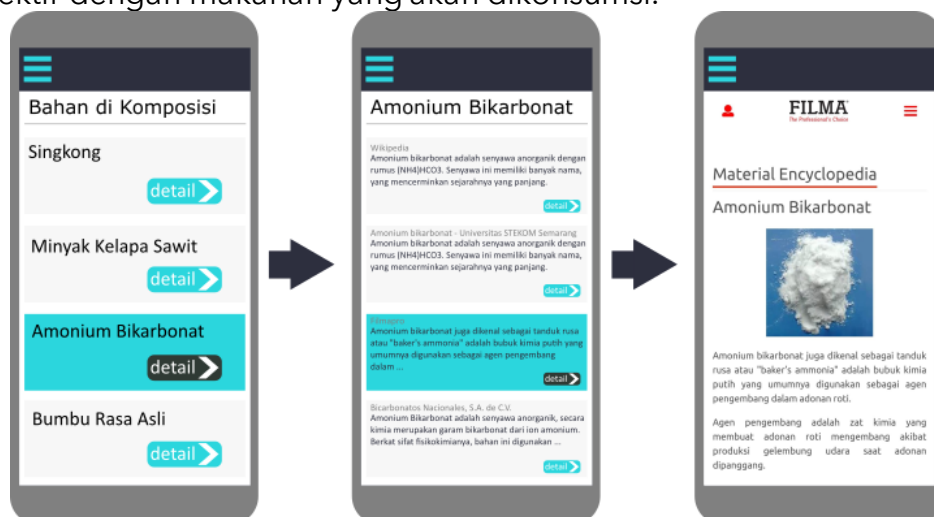 ektif dengan makanan yang akan dikonsumsi.
Bahan di Komposisi
Singkong
detail
Minyak Kelapa Sawit
detail
Amonium Bikarbonat
detail
Bumbu Rasa Asli
detail
Amonium Bikarbonat
Wikipedia
Amonium bikarbonat adalah senyawa anorganik dengan
rumus (NH4)HCO3. Senyawa ini memiliki banyak nama,
yang mencerminkan sejarahnya yang panjang.
detail
Amonium bikarbonat - Universitas STEKOM Semarang
Amonium bikarbonat adalah senyawa anorganik dengan
rumus (NH4)HCO3. Senyawa ini memiliki banyak nama,
yang mencerminkan sejarahnya yang panjang.
detail
Filmapro
Amonium bikarbonat juga dikenal sebagai tanduk rusa
atau "baker's ammonia" adalah bubuk kimia putih yang
umumnya digunakan sebagai agen pengembang
dalam ...
detail
Bicarbonatos Nacionales, S.A. de C.V.
Amonium Bikarbonat adalah senyawa anorganik, secara
kimia merupakan garam bikarbonat dari ion amonium.
Berkat sifat fisikokimianya, bahan ini digunakan ...
detail
FILMA
The Professional's Choice
Material Encyclopedia
Amonium Bikarbonat
Amonium bikarbonat juga dikenal sebagai tanduk
rusa atau "baker's ammonia" adalah bubuk kimia
putih yang umumnya digunakan sebagai agen
pengembang dalam adonan roti.
Agen pengembang adalah zat kimia yang
membuat adonan roti mengembang akibat
produksi gelembung udara saat adonan
dipanggang.